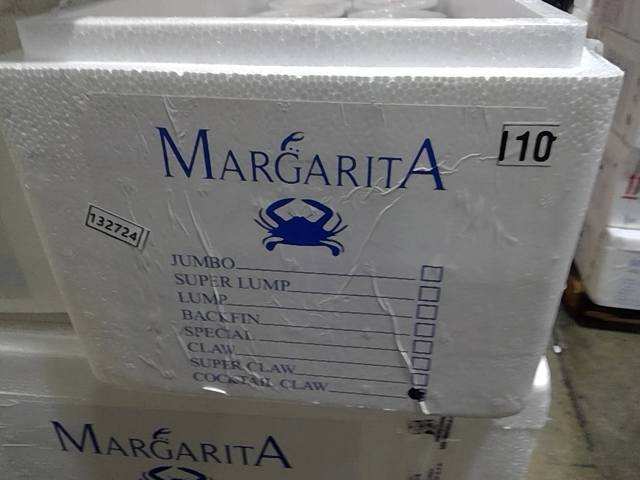 MARGARITA
110
132724
JUMBO
SUPER LUMP
LUMP
BACKFIN
SPECIAL
CLAW
SUPER CLAW
COCKTAIL CLAW
MARGARITA